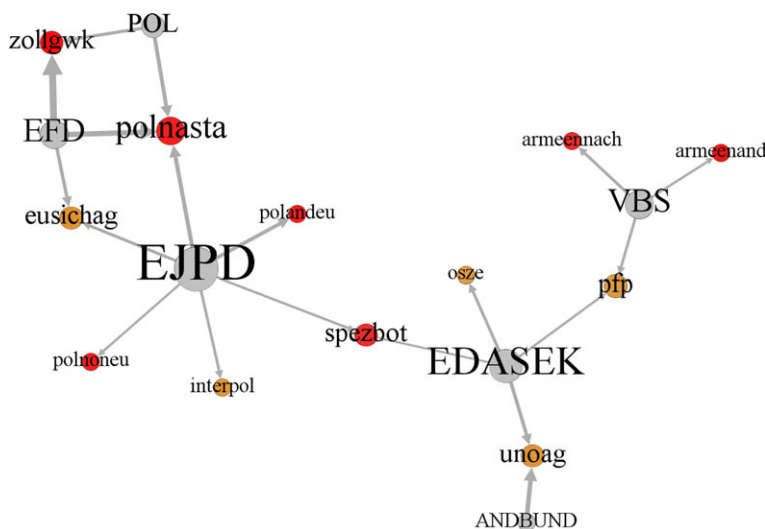 POL
zollgwk
EFD
polnasta
armeennach
armeenand
VBS
eusichag
polandeu
EJPD
osze
pfp
spezbot
polnoneu
interpol
EDASEK
unoag
ANDBUND